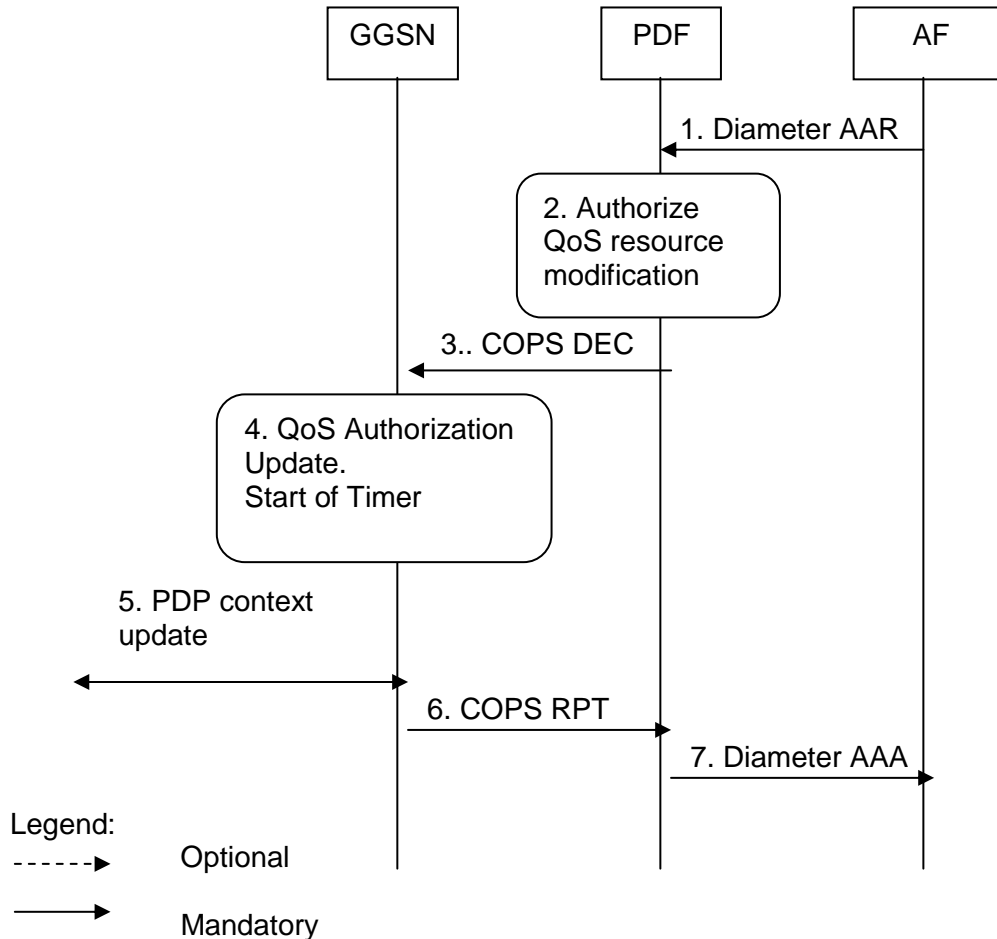 GGSN
PDF
AF
1. Diameter AAR
2. Authorize
QoS resource
modification
3.. COPS DEC
4. QoS Authorization
Update.
Start of Timer
5. PDP context
update
6. COPS RPT
7. Diameter AAA
Legend:
Optional
Mandatory